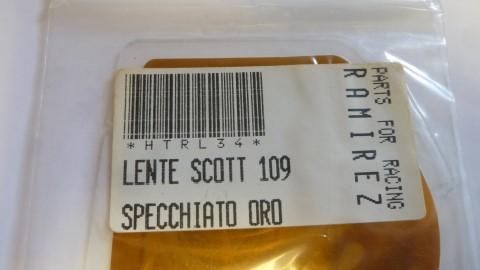 *HTRL34*
LENTE SCOTT 109
SPECCHIATO ORO
PARTS FOR RACING
RAMIREZ